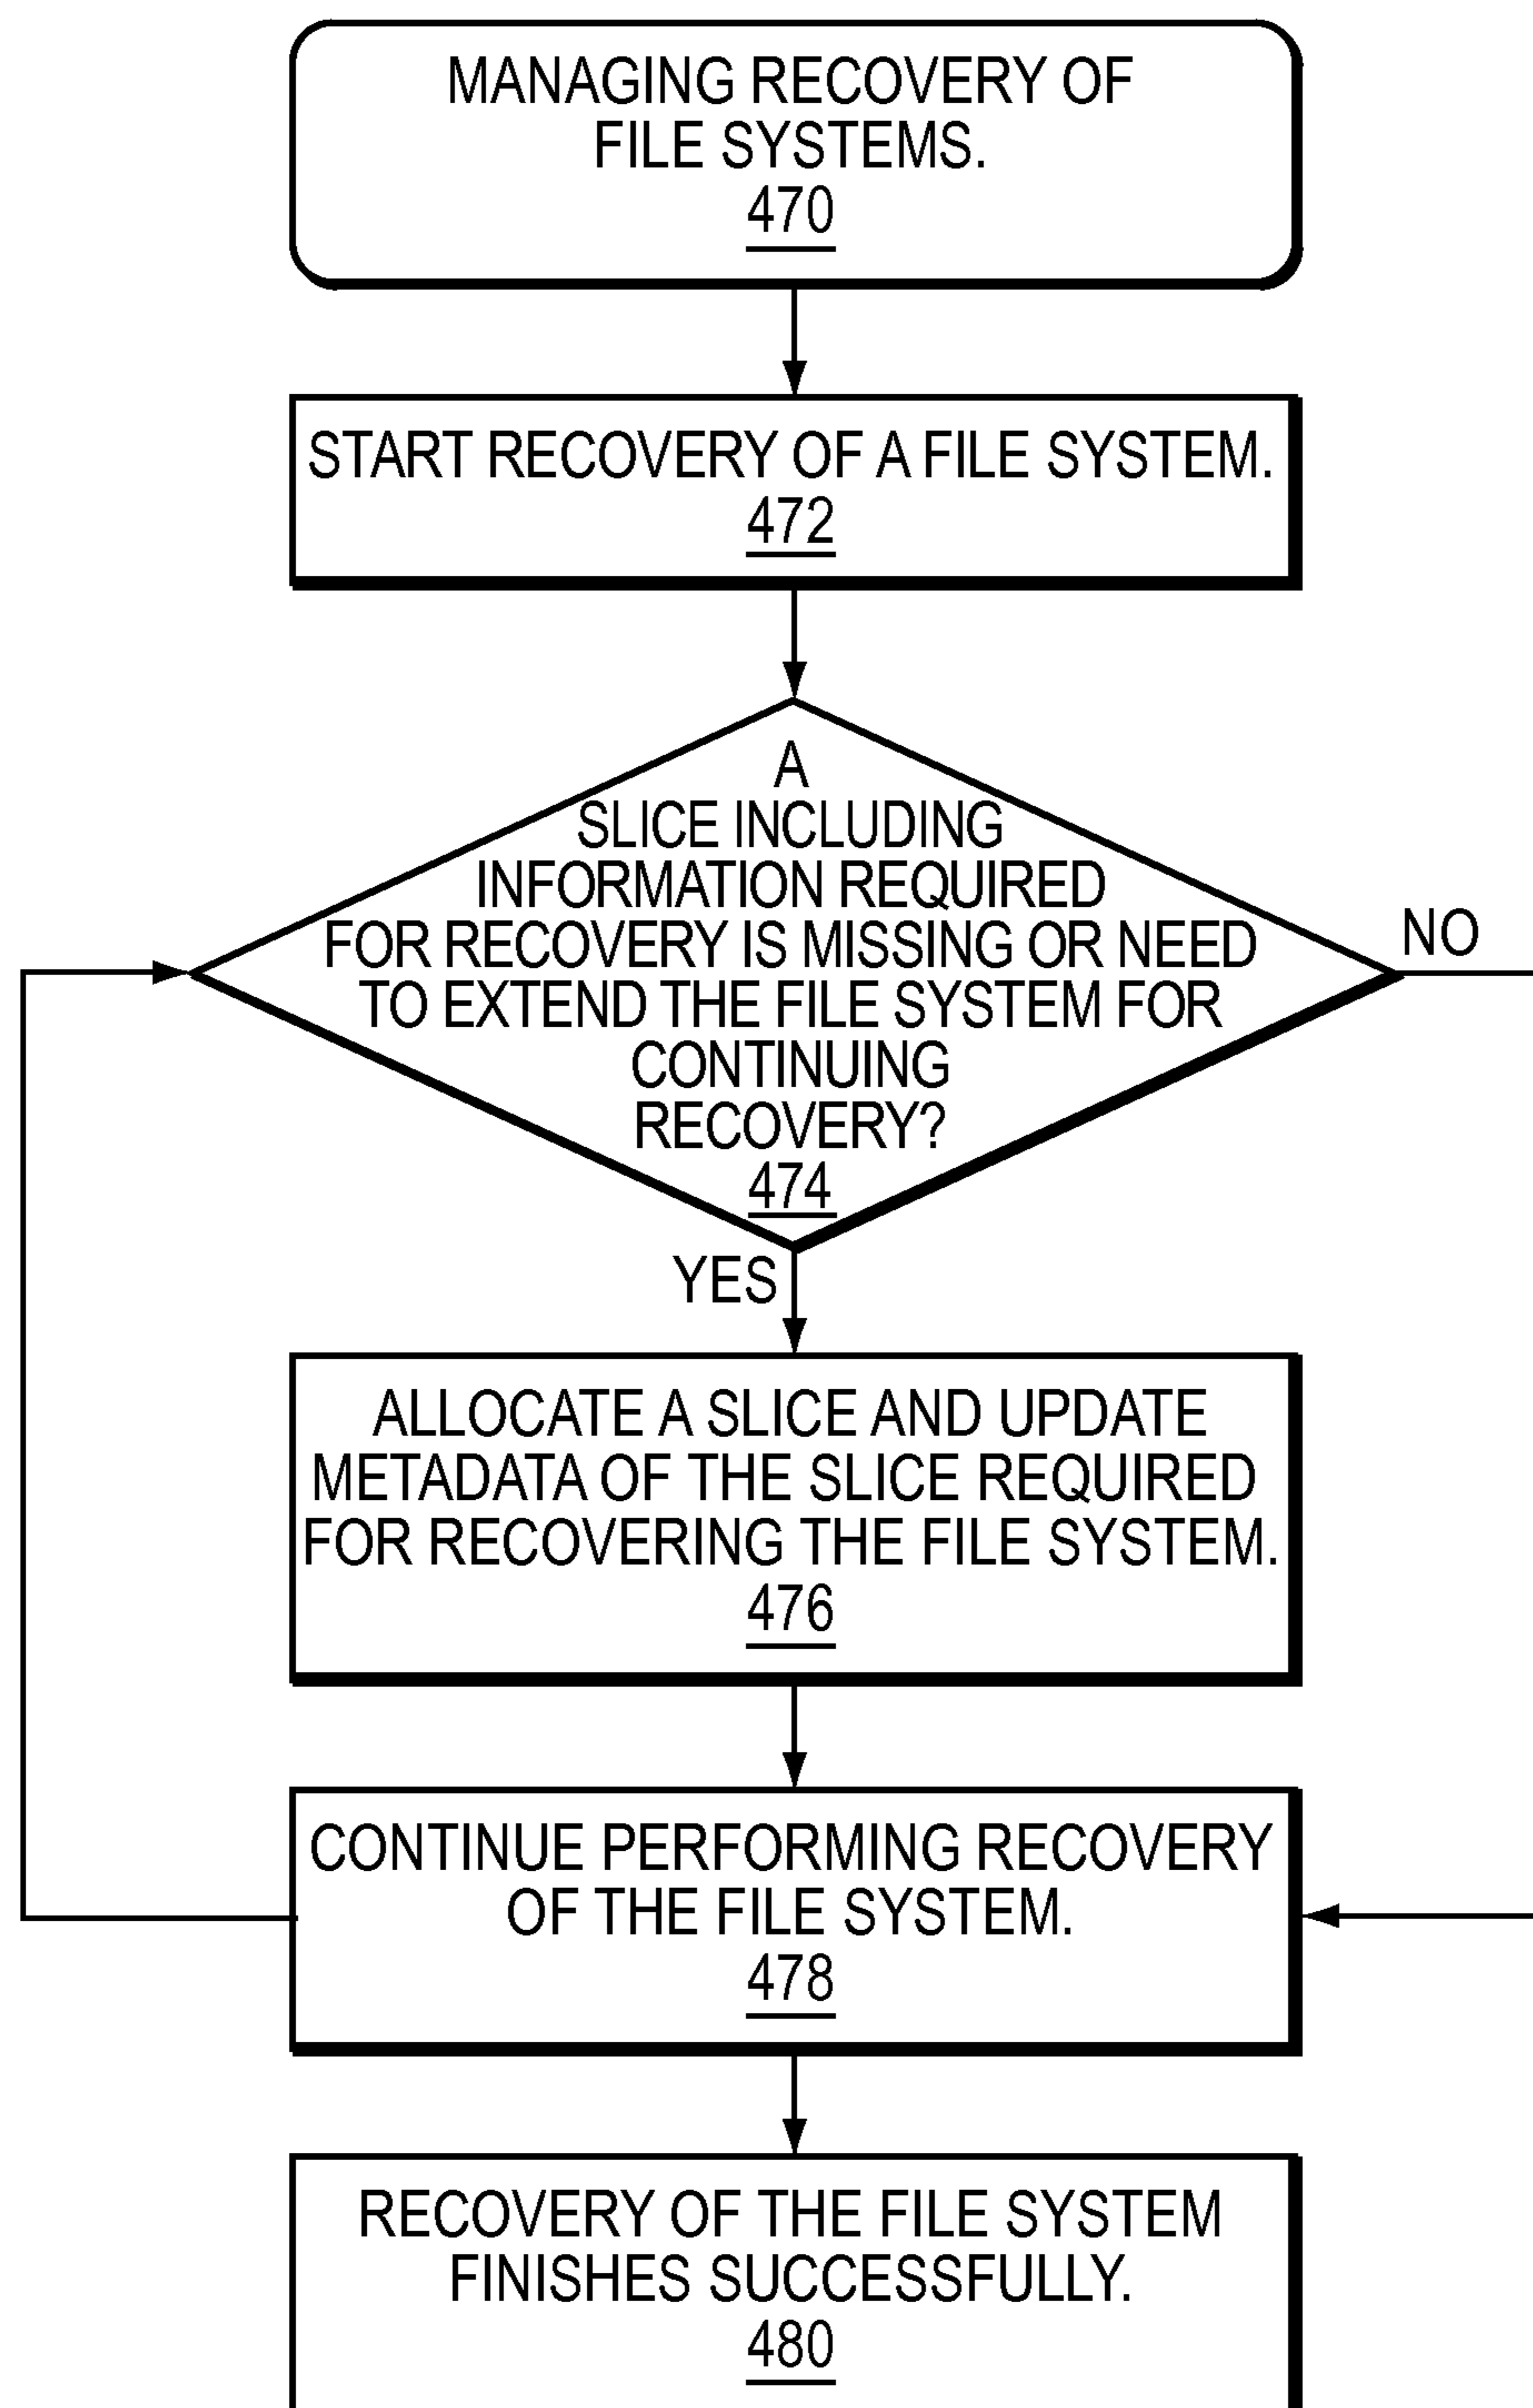 MANAGING RECOVERY OF
FILE SYSTEMS.
470
START RECOVERY OF A FILE SYSTEM.
472
A
SLICE INCLUDING
INFORMATION REQUIRED
FOR RECOVERY IS MISSING OR NEED
TO EXTEND THE FILE SYSTEM FOR
CONTINUING
RECOVERY?
474
NO
YES
ALLOCATE A SLICE AND UPDATE
METADATA OF THE SLICE REQUIRED
FOR RECOVERING THE FILE SYSTEM.
476
CONTINUE PERFORMING RECOVERY
OF THE FILE SYSTEM.
478
RECOVERY OF THE FILE SYSTEM
FINISHES SUCCESSFULLY.
480